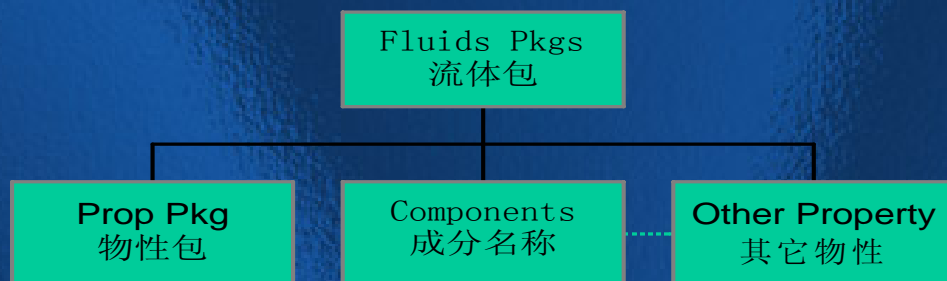 Fluids Pkgs
流体包
Prop Pkg
物性包
Components
成分名称
Other Property
其它物性